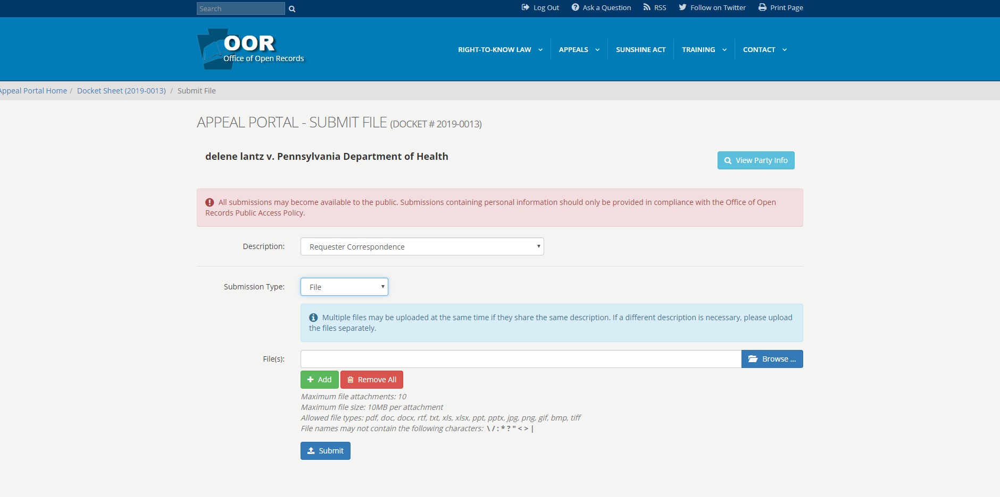 Search
Log Out Ask a Question RSS Follow on Twitter Print Page
OOR
Office of Open Records
RIGHT-TO-KNOW LAW APPEALS SUNSHINE ACT TRAINING CONTACT
Appeal Portal Home / Docket Sheet (2019-0013) / Submit File
APPEAL PORTAL - SUBMIT FILE (DOCKET # 2019-0013)
delene lantz v. Pennsylvania Department of Health
View Party Info
All submissions may become available to the public. Submissions containing personal information should only be provided in compliance with the Office of Open
Records Public Access Policy.
Description: Requester Correspondence
Submission Type: File
Multiple files may be uploaded at the same time if they share the same description. If a different description is necessary, please upload
the files separately.
File(s): Browse ...
Add Remove All
Maximum file attachments: 10
Maximum file size: 10MB per attachment
Allowed file types: pdf, doc, docx, rtf, txt, xls, xlsx, ppt, pptx, jpg, png, gif, bmp, tiff
File names may not contain the following characters: \ / : * ? " < > |
Submit